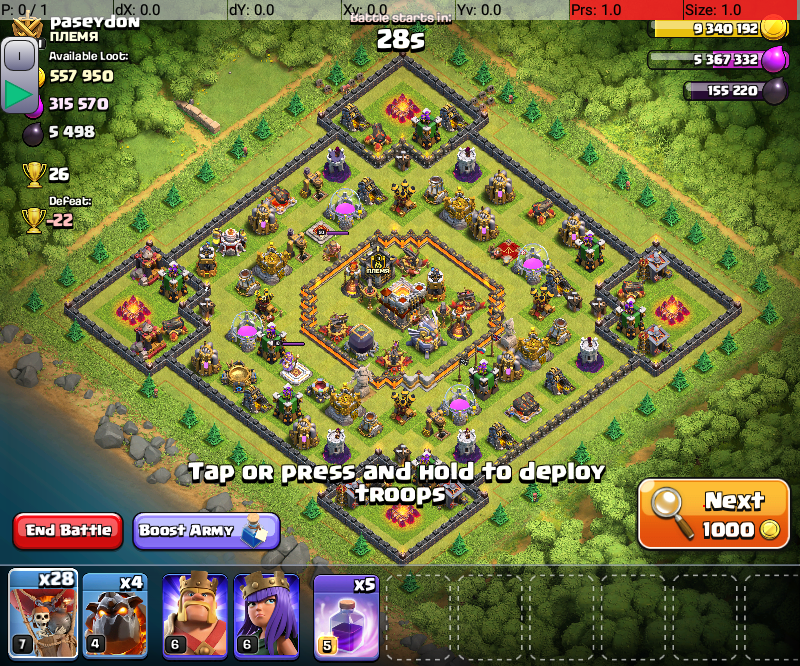 P: 0 / 1 dX: 0.0 dY: 0.0 Xv: 0.0 Yv: 0.0 Prs: 1.0 Size: 1.0
paseydon
ПЛЕМЯ
Available Loot:
557 950
315 570
5 498
26
Defeat:
-22
Battle starts in:
28s
9 340 192
5 367 332
155 220
ПЛЕМЯ
Tap or press and hold to deploy
troops
End Battle
Boost Army
Next
1000
x28
7
x4
4
6
6
x5
5